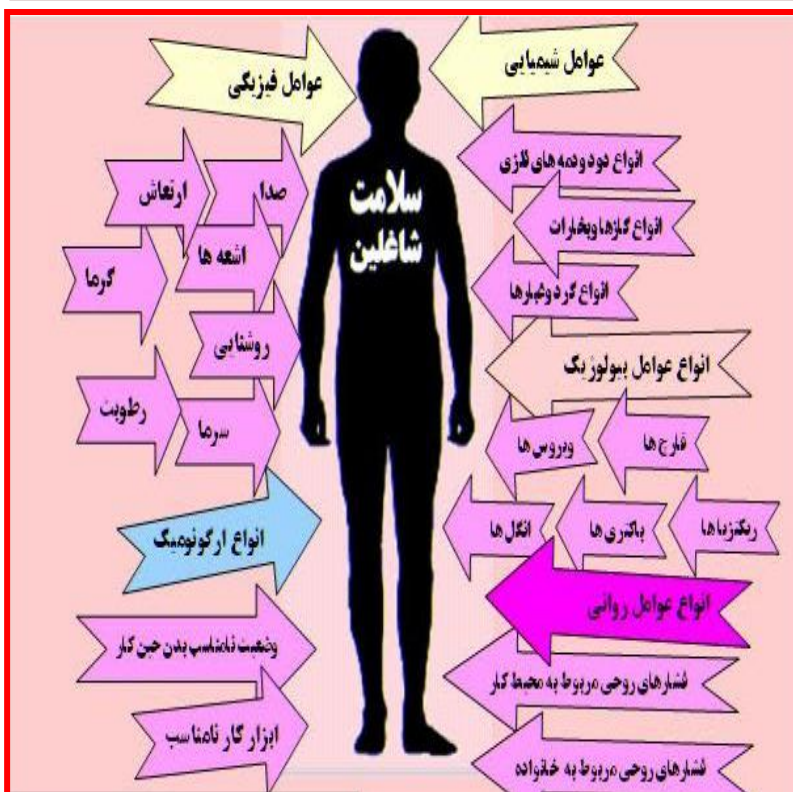 عوامل شیمیایی
عوامل فیزیکی
انواع دود و دمه های فلزی
صدا
ارتعاش
سلامت
شاغلین
انواع گازها و بخارات
اشعه ها
گرما
انواع گرد و غبارها
روشنایی
انواع عوامل بیولوژیک
رطوبت
سرما
قارچ ها
ویروس ها
ریکتزیاها
باکتری ها
انگل ها
انواع ارگونومیک
انواع عوامل روانی
وضعیت نامناسب بدن حین کار
فشارهای روحی مربوط به محیط کار
ابزار کار نامناسب
فشارهای روحی مربوط به خانواده